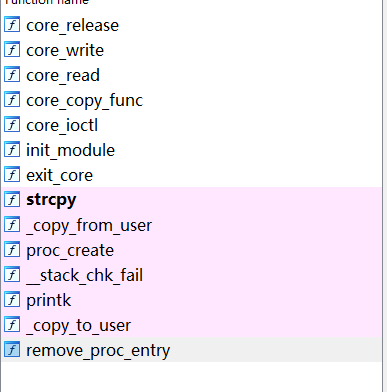 Function name
core_release
core_write
core_read
core_copy_func
core_ioctl
init_module
exit_core
strcpy
_copy_from_user
proc_create
__stack_chk_fail
printk
_copy_to_user
remove_proc_entry